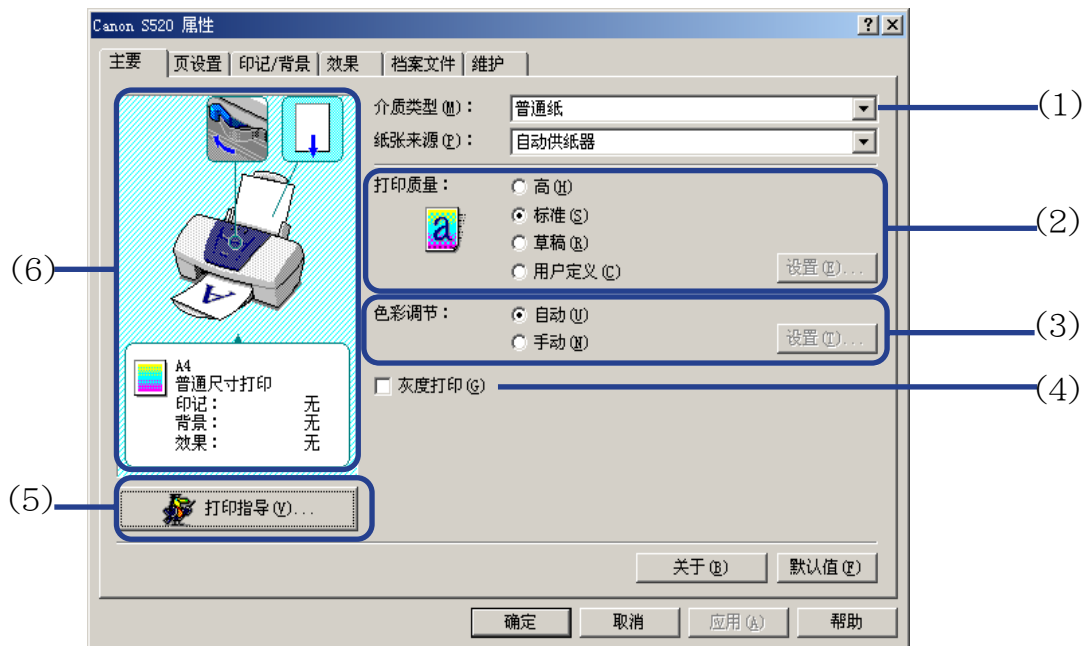 Canon S520 属性
主要 页设置 印记/背景 效果 档案文件 维护
介质类型(M)： 普通纸 (1)
纸张来源(P)： 自动供纸器
打印质量： 高(H)
标准(S) (2)
草稿(R)
用户定义(C) 设置(E)...
(6)
色彩调节： 自动(U) (3)
手动(N) 设置(T)...
灰度打印(G) (4)
a
A
A4
普通尺寸打印
印记： 无
背景： 无
效果： 无
(5) 打印指导(V)...
关于(B) 默认值(F)
确定 取消 应用(A) 帮助